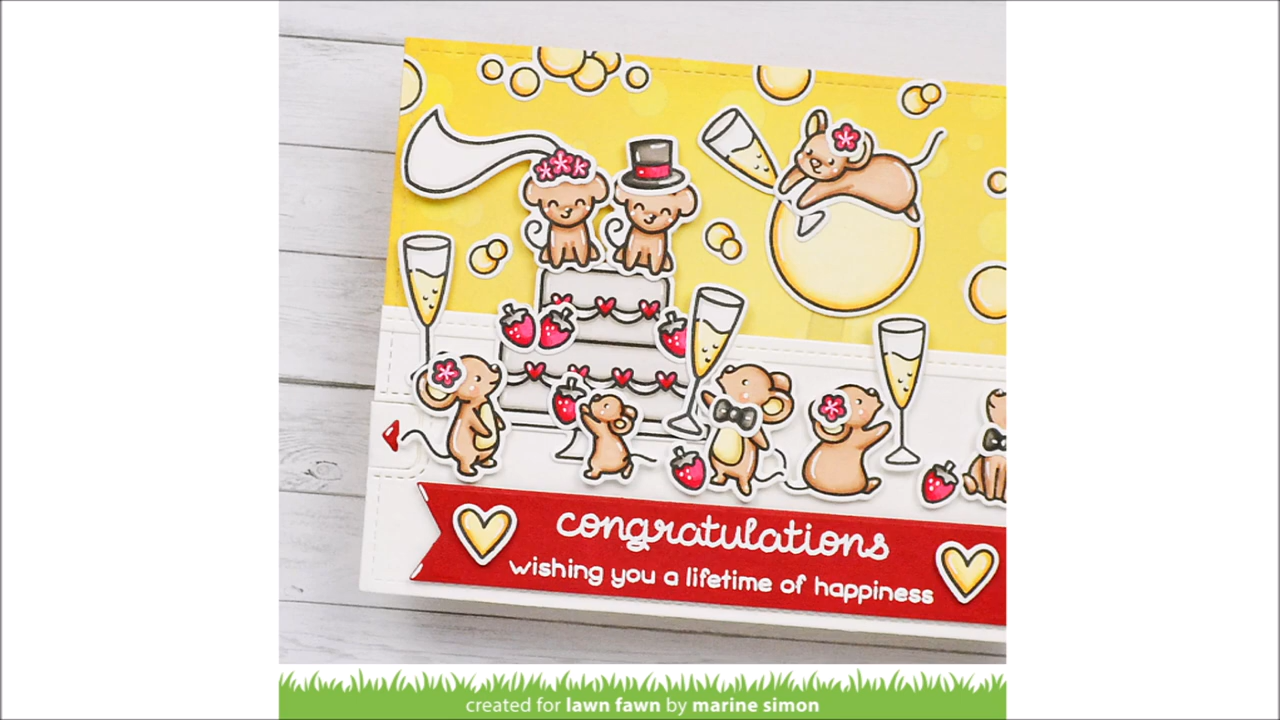 congratulations
wishing you a lifetime of happiness
created for lawn fawn by marine simon